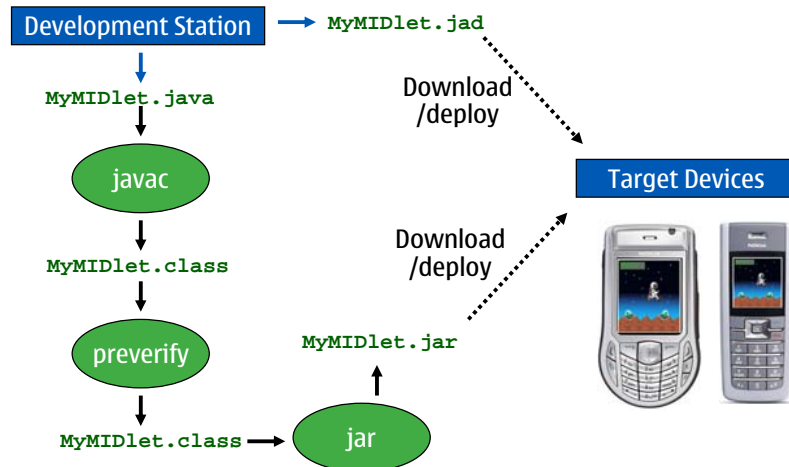 Development Station
MyMIDlet.jad
MyMIDlet.java
Download
/deploy
javac
Target Devices
MyMIDlet.class
Download
/deploy
preverify
MyMIDlet.jar
MyMIDlet.class
jar